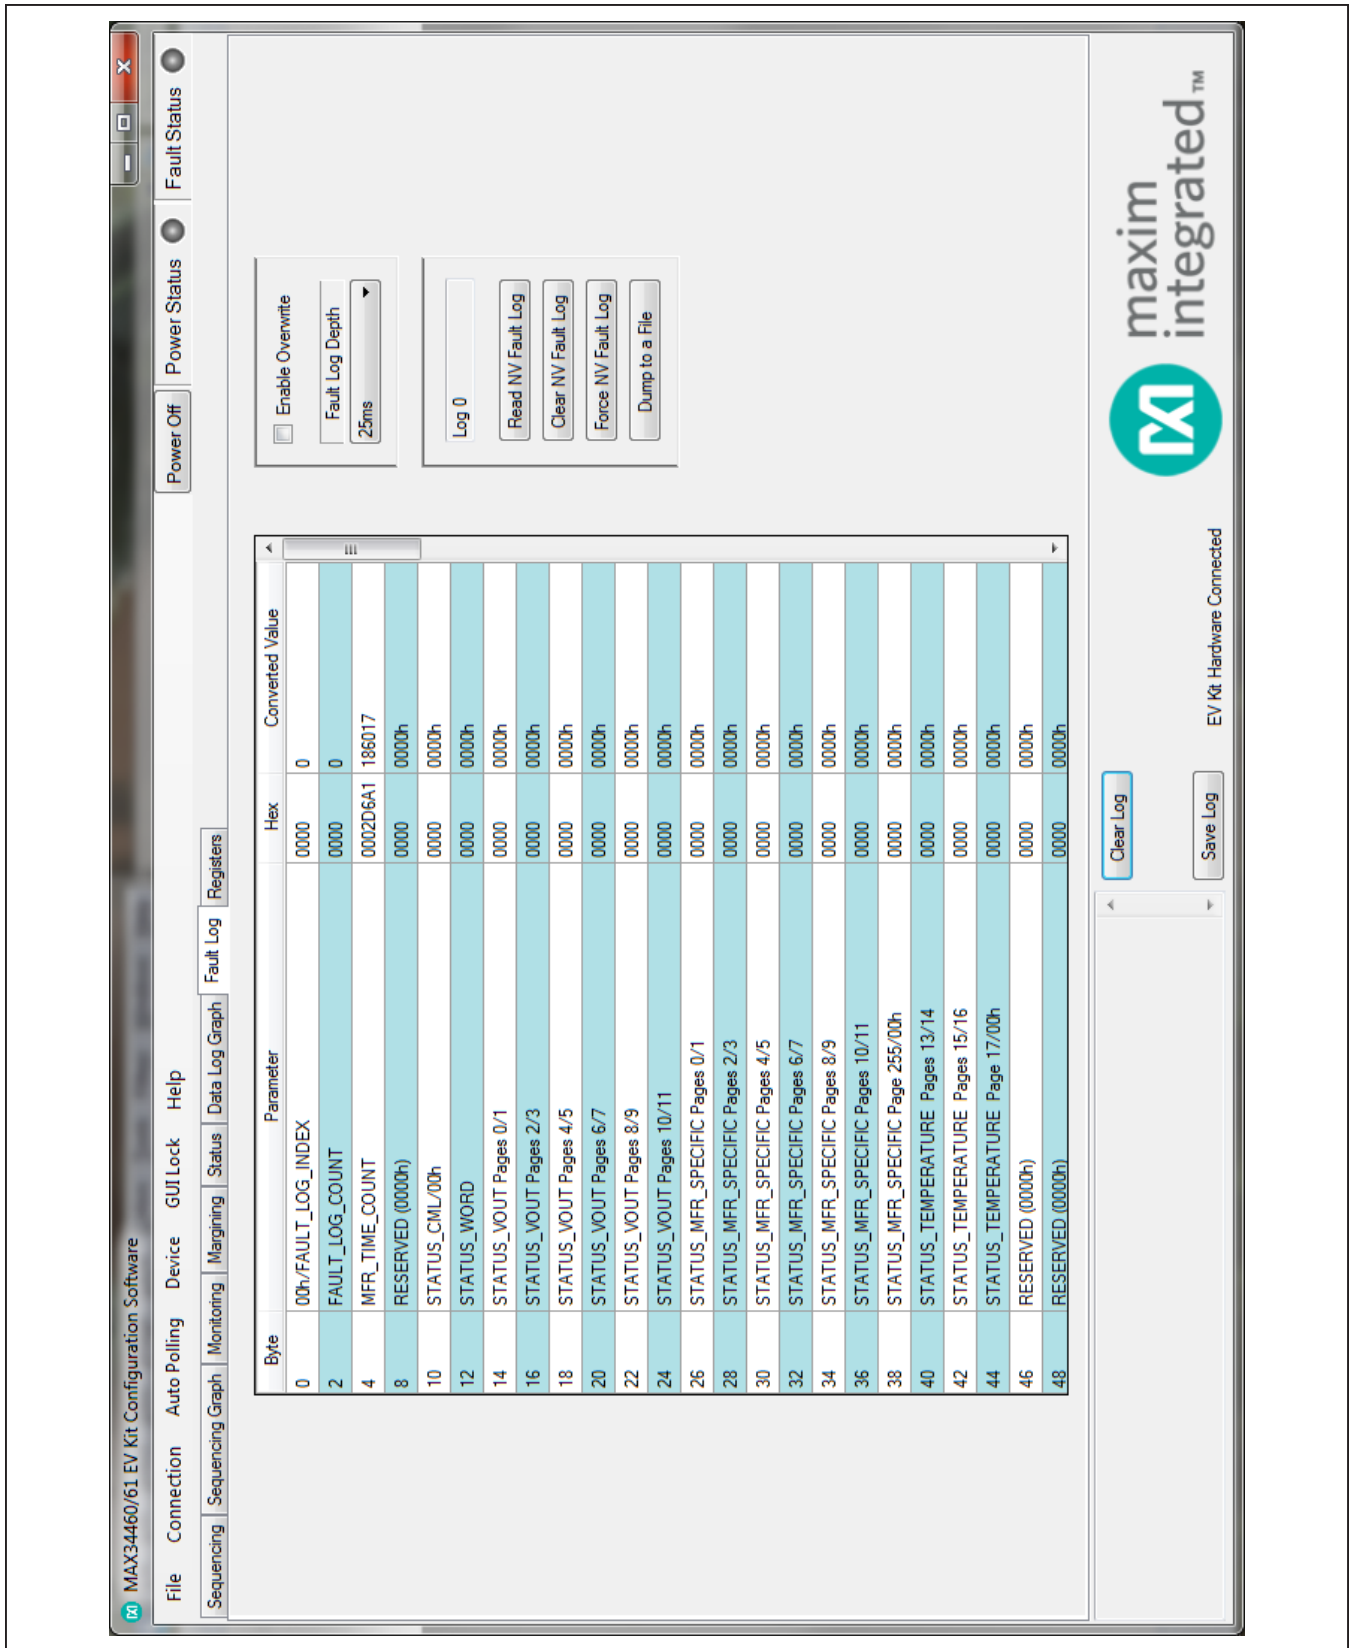 MAX34460/61 EV Kit Configuration Software
File Connection Auto Polling Device GUI Lock Help Power Off Power Status Fault Status
Sequencing Sequencing Graph Monitoring Margining Status Data Log Graph Fault Log Registers
Byte Parameter Hex Converted Value
0 00h/FAULT_LOG_INDEX 0000 0
2 FAULT_LOG_COUNT 0000 0
4 MFR_TIME_COUNT 0002D6A1 186017
8 RESERVED (0000h) 0000 0000h
10 STATUS_CML/00h 0000 0000h
12 STATUS_WORD 0000 0000h
14 STATUS_VOUT Pages 0/1 0000 0000h
16 STATUS_VOUT Pages 2/3 0000 0000h
18 STATUS_VOUT Pages 4/5 0000 0000h
20 STATUS_VOUT Pages 6/7 0000 0000h
22 STATUS_VOUT Pages 8/9 0000 0000h
24 STATUS_VOUT Pages 10/11 0000 0000h
26 STATUS_MFR_SPECIFIC Pages 0/1 0000 0000h
28 STATUS_MFR_SPECIFIC Pages 2/3 0000 0000h
30 STATUS_MFR_SPECIFIC Pages 4/5 0000 0000h
32 STATUS_MFR_SPECIFIC Pages 6/7 0000 0000h
34 STATUS_MFR_SPECIFIC Pages 8/9 0000 0000h
36 STATUS_MFR_SPECIFIC Pages 10/11 0000 0000h
38 STATUS_MFR_SPECIFIC Page 255/00h 0000 0000h
40 STATUS_TEMPERATURE Pages 13/14 0000 0000h
42 STATUS_TEMPERATURE Pages 15/16 0000 0000h
44 STATUS_TEMPERATURE Page 17/00h 0000 0000h
46 RESERVED (0000h) 0000 0000h
48 RESERVED (0000h) 0000 0000h
Enable Overwrite
Fault Log Depth
25ms
Log 0
Read NV Fault Log
Clear NV Fault Log
Force NV Fault Log
Dump to a File
Clear Log
Save Log
EV Kit Hardware Connected
maxim
integrated™